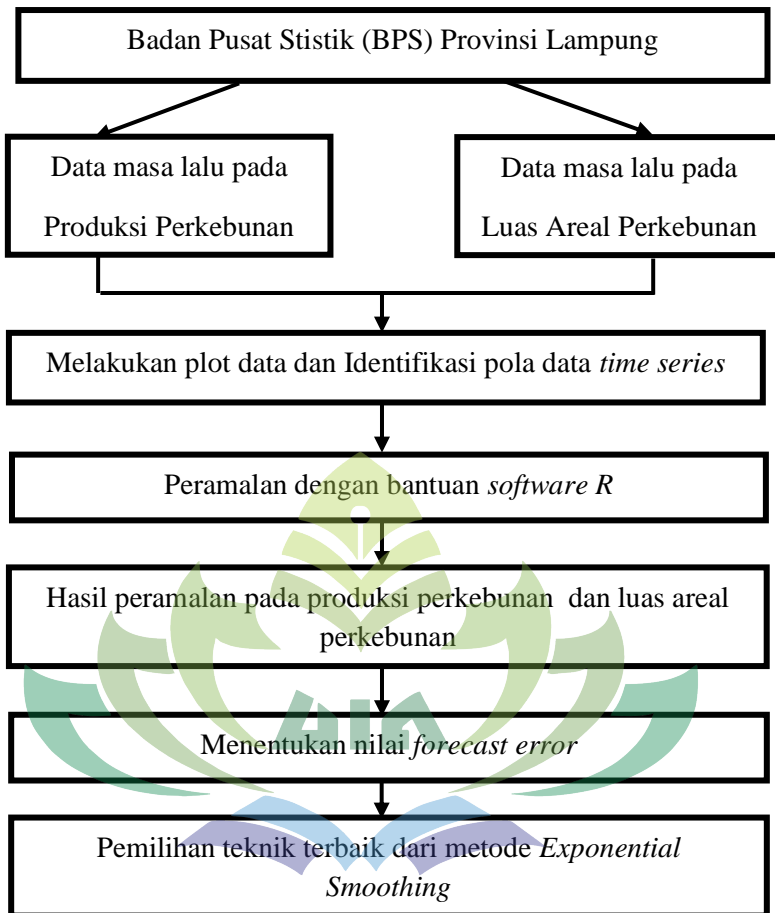 Badan Pusat Stistik (BPS) Provinsi Lampung
Data masa lalu pada
Produksi Perkebunan
Data masa lalu pada
Luas Areal Perkebunan
Melakukan plot data dan Identifikasi pola data time series
Peramalan dengan bantuan software R
Hasil peramalan pada produksi perkebunan dan luas areal
perkebunan
Menentukan nilai forecast error
Pemilihan teknik terbaik dari metode Exponential
Smoothing